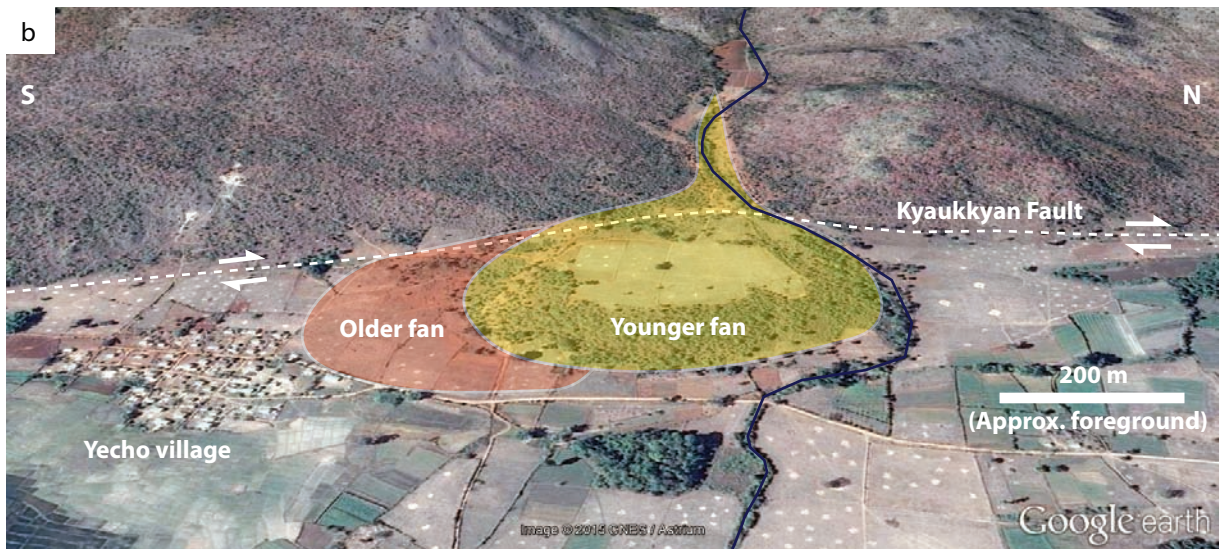 b
S
N
Kyaukkyan Fault
Older fan
Younger fan
200 m
(Approx. foreground)
Yecho village
Image © 2015 CNES / Astrium
Google earth